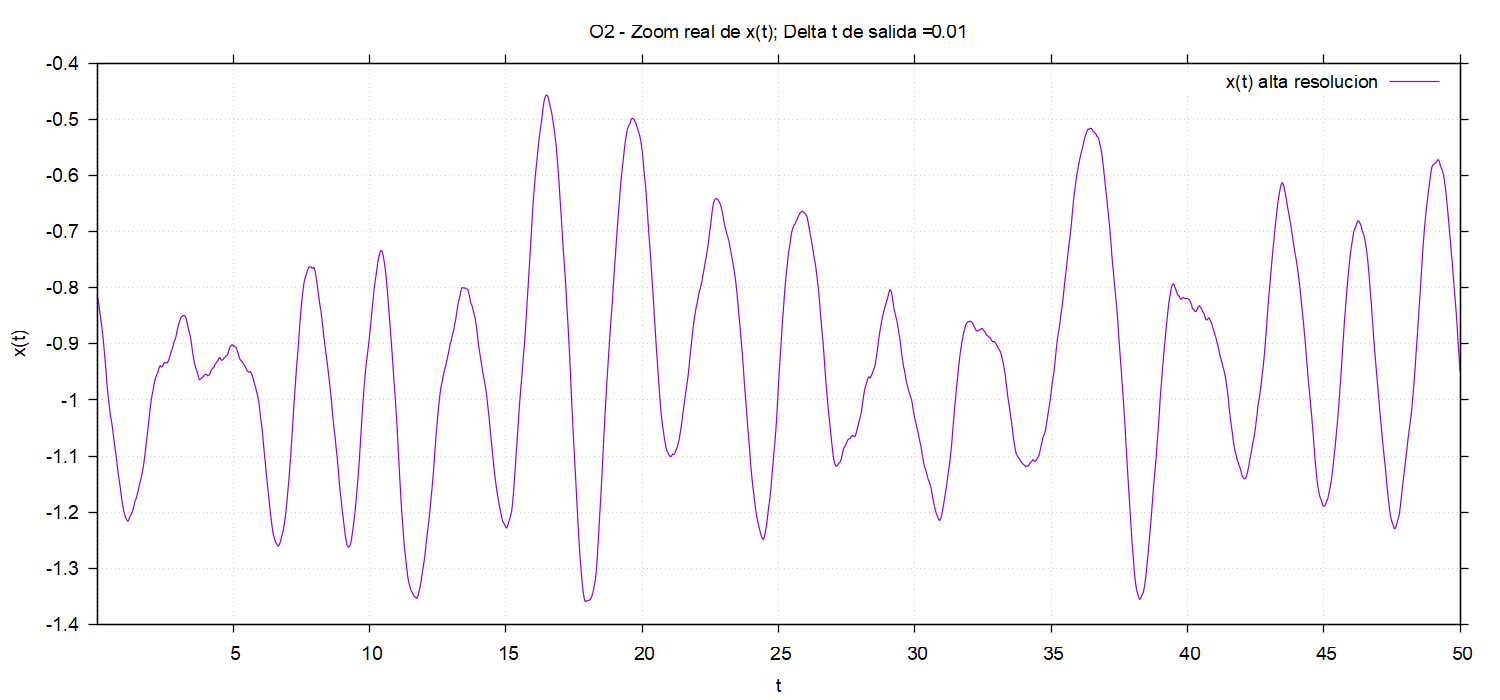 O2 - Zoom real de x(t); Delta t de salida =0.01
x(t) alta resolucion
-0.4
-0.5
-0.6
-0.7
-0.8
-0.9
-1
-1.1
-1.2
-1.3
-1.4
x(t)
5 10 15 20 25 30 35 40 45 50
t